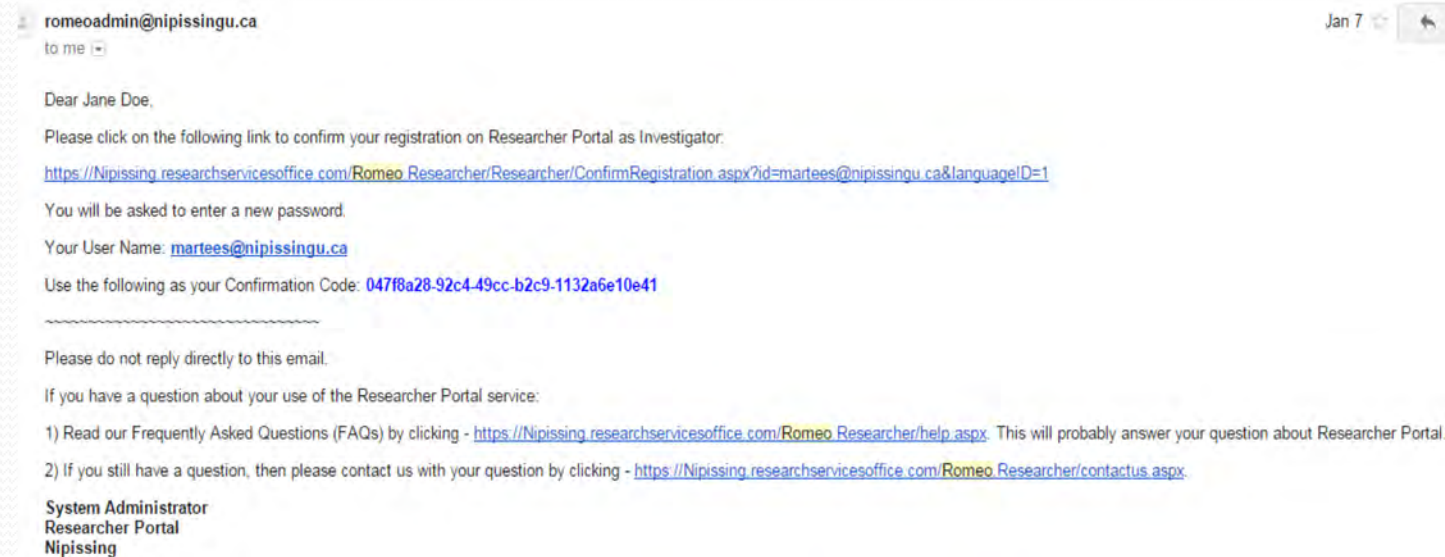 romeoadmin@nipissingu.ca
Jan 7
to me
Dear Jane Doe,
Please click on the following link to confirm your registration on Researcher Portal as Investigator:
https://Nipissing.researchservicesoffice.com/Romeo.Researcher/Researcher/ConfirmRegistration.aspx?id=martees@nipissingu.ca&languageID=1
You will be asked to enter a new password.
Your User Name: martees@nipissingu.ca
Use the following as your Confirmation Code: 047f8a28-92c4-49cc-b2c9-1132a6e10e41
~~~~~~~~~~~~~~~~~~~~~~~~~~~~~~~~
Please do not reply directly to this email.
If you have a question about your use of the Researcher Portal service:
1) Read our Frequently Asked Questions (FAQs) by clicking - https://Nipissing.researchservicesoffice.com/Romeo.Researcher/help.aspx. This will probably answer your question about Researcher Portal.
2) If you still have a question, then please contact us with your question by clicking - https://Nipissing.researchservicesoffice.com/Romeo.Researcher/contactus.aspx.
System Administrator
Researcher Portal
Nipissing